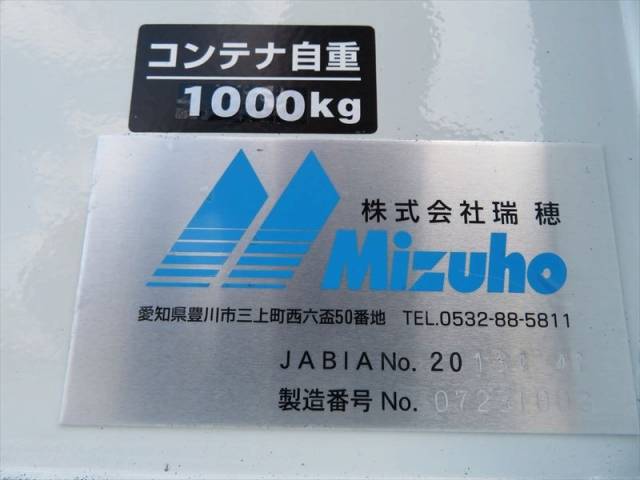 コンテナ自重
1000kg
株式会社瑞穂
Mizuho
愛知県豊川市三上町西六盃50番地 TEL.0532-88-5811
JABIA No. 20
製造番号 No.